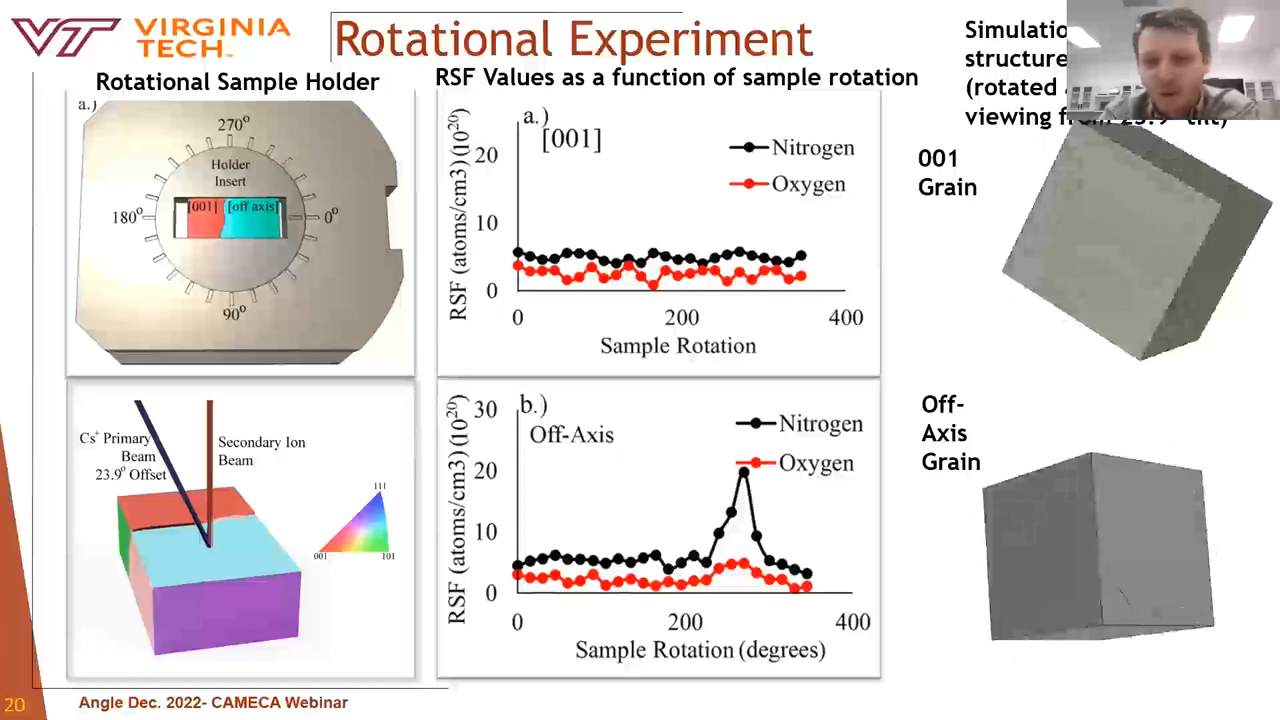 VT VIRGINIA
TECH™
Rotational Experiment
Rotational Sample Holder
RSF Values as a function of sample rotation
structure
(rotated
viewing
a.)
270°
Holder
Insert
[001] [off axis]
180°
0°
90°
a.)
[001]
Nitrogen
Oxygen
RSF (atoms/cm3) (10²⁰)
20
10
0
0 200 400
Sample Rotation
001
Grain
Cs⁺ Primary
Beam
23.9° Offset
Secondary Ion
Beam
111
001
101
b.)
Off-Axis
Nitrogen
Oxygen
RSF (atoms/cm3) (10²⁰)
30
20
10
0
0 200 400
Sample Rotation (degrees)
Off-
Axis
Grain
20
Angle Dec. 2022- CAMECA Webinar